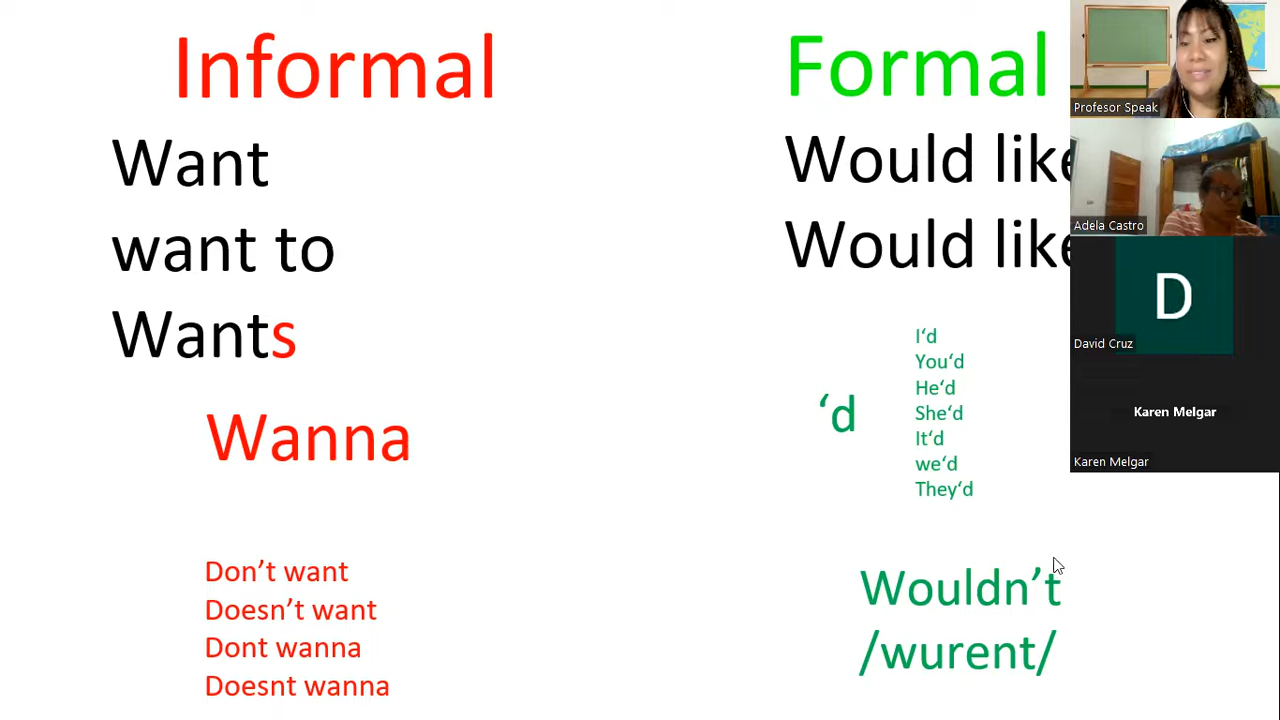 Informal
Want
want to
Wants
Wanna
Don’t want
Doesn’t want
Dont wanna
Doesnt wanna
Formal
Would like
Would like
‘d
I‘d
You‘d
He‘d
She‘d
It‘d
we‘d
They‘d
Wouldn’t
/wurent/
Profesor Speak
Adela Castro
D
David Cruz
Karen Melgar
Karen Melgar